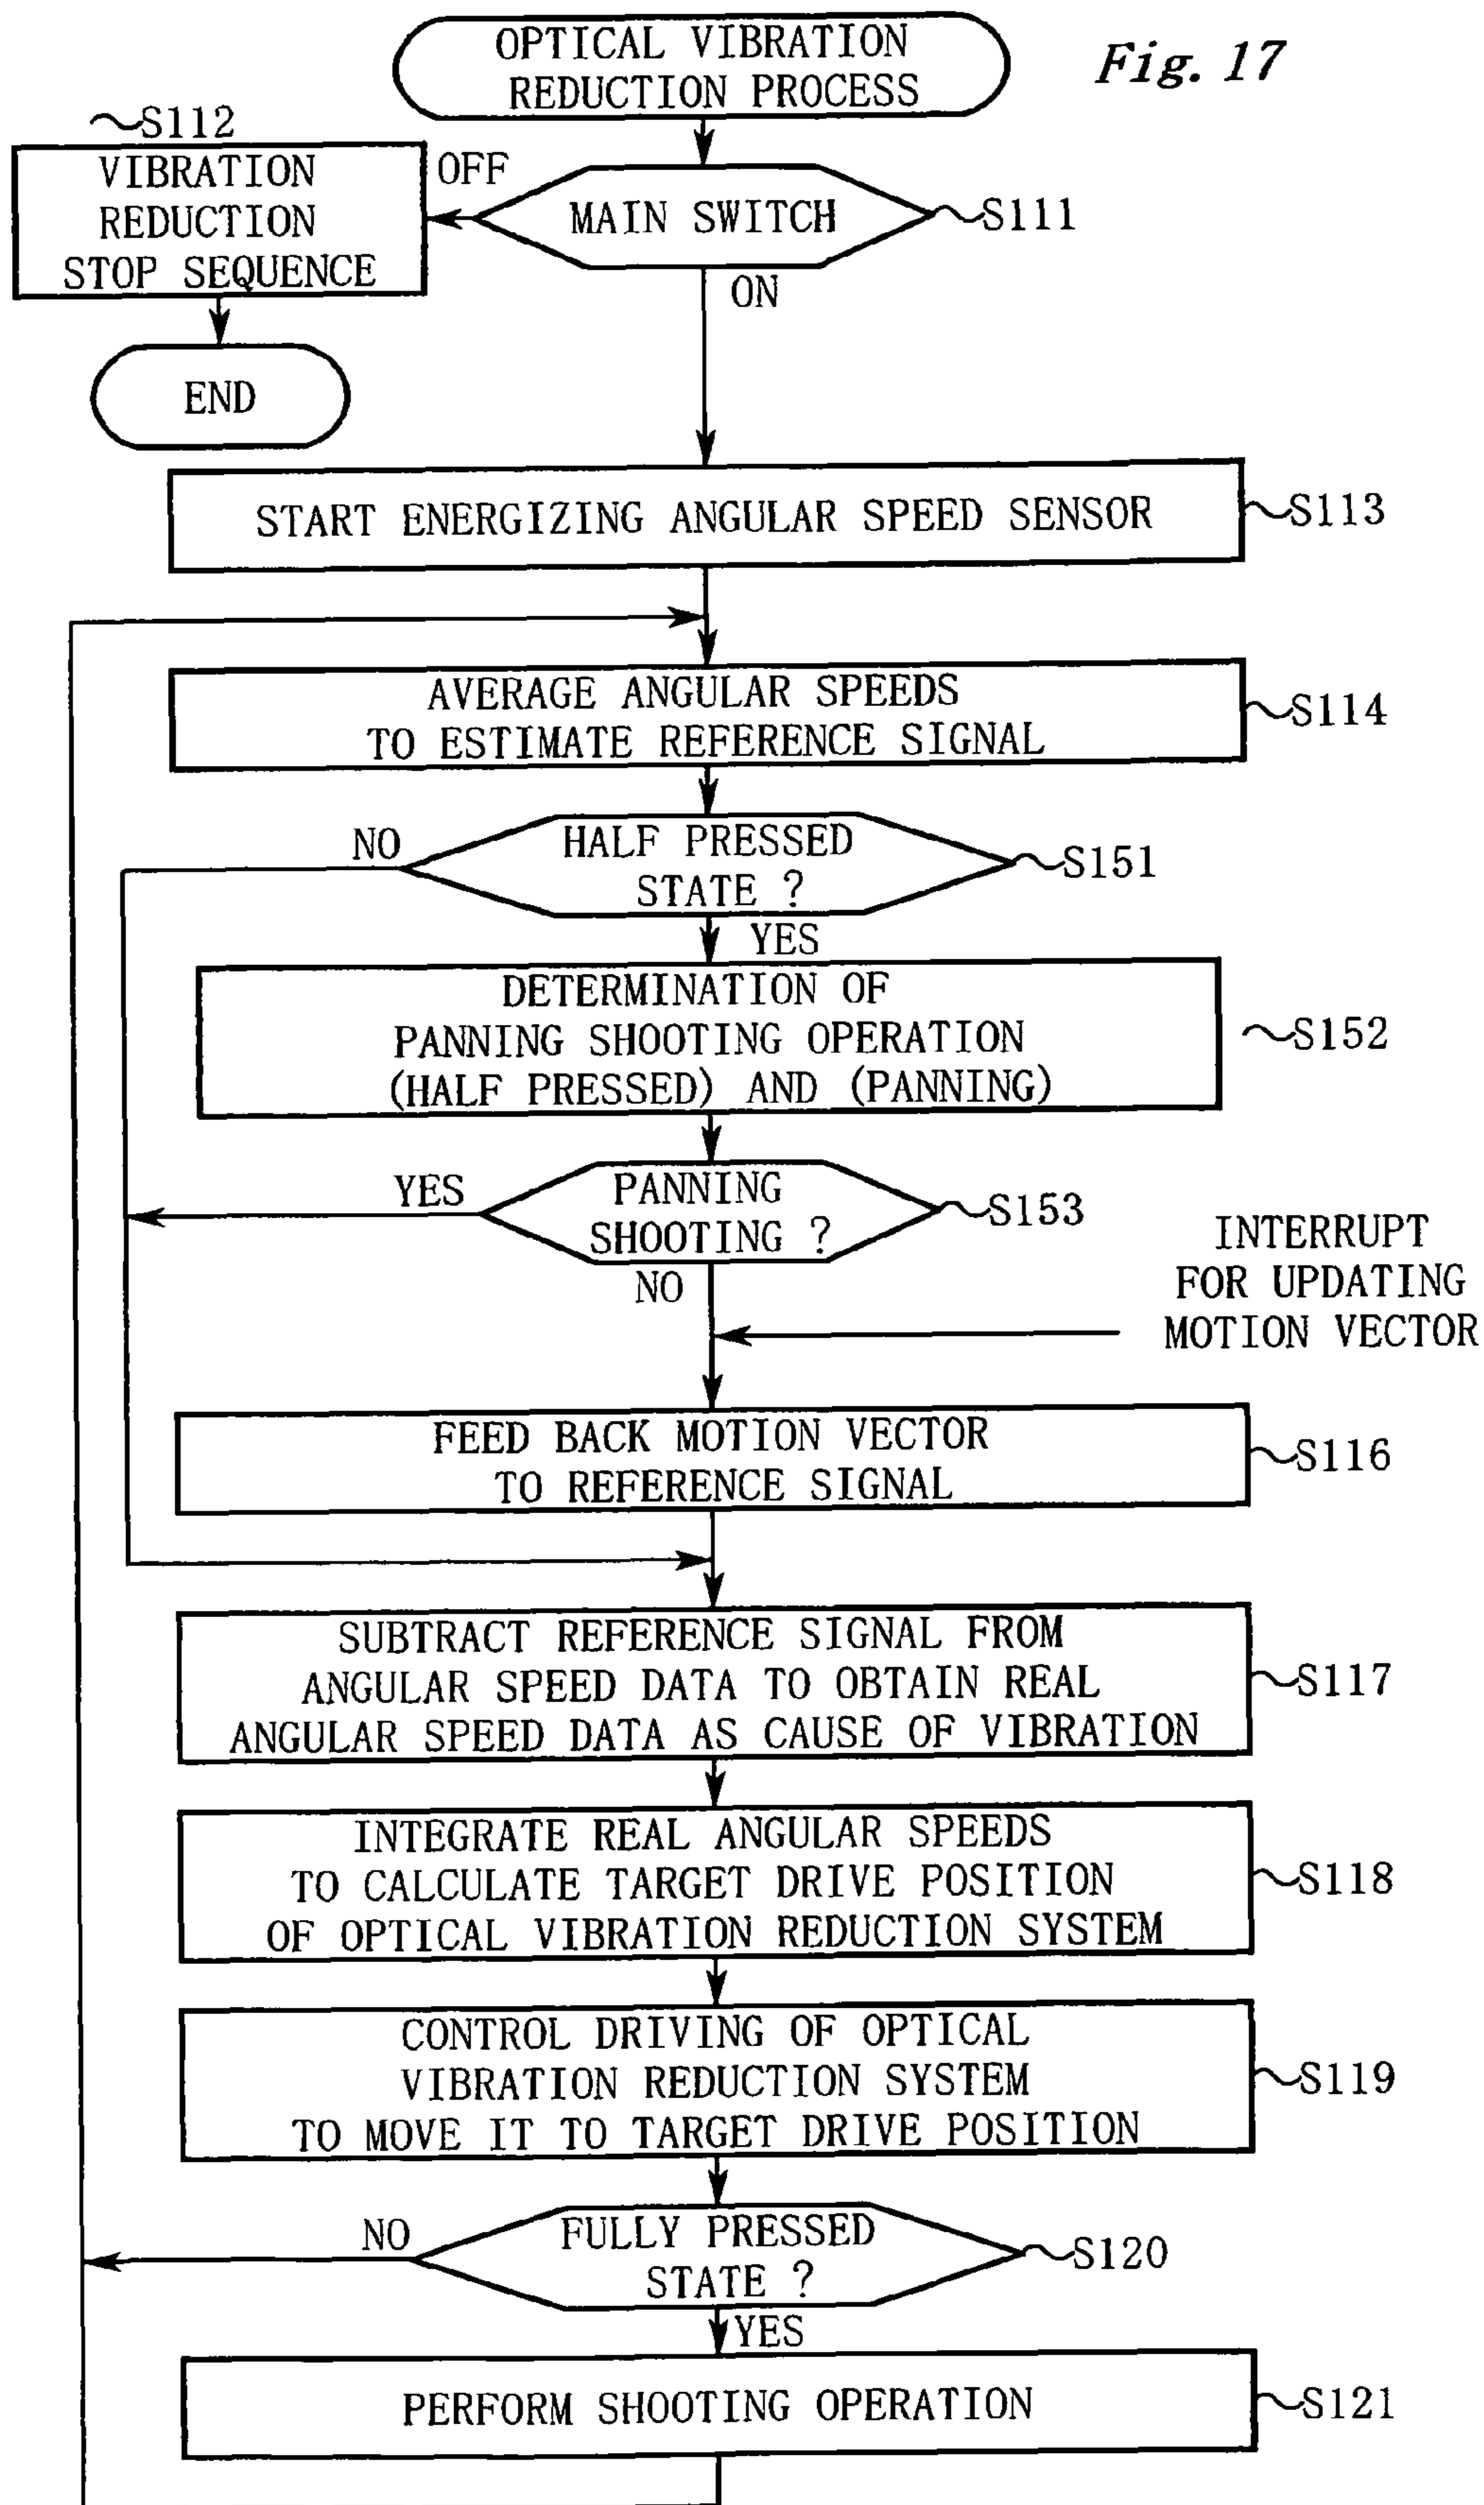 OPTICAL VIBRATION
REDUCTION PROCESS
Fig. 17
S112
VIBRATION
REDUCTION
STOP SEQUENCE
OFF
MAIN SWITCH
S111
ON
END
START ENERGIZING ANGULAR SPEED SENSOR
S113
AVERAGE ANGULAR SPEEDS
TO ESTIMATE REFERENCE SIGNAL
S114
NO
HALF PRESSED
STATE ?
S151
YES
DETERMINATION OF
PANNING SHOOTING OPERATION
(HALF PRESSED) AND (PANNING)
S152
YES
PANNING
SHOOTING ?
S153
NO
INTERRUPT
FOR UPDATING
MOTION VECTOR
FEED BACK MOTION VECTOR
TO REFERENCE SIGNAL
S116
SUBTRACT REFERENCE SIGNAL FROM
ANGULAR SPEED DATA TO OBTAIN REAL
ANGULAR SPEED DATA AS CAUSE OF VIBRATION
S117
INTEGRATE REAL ANGULAR SPEEDS
TO CALCULATE TARGET DRIVE POSITION
OF OPTICAL VIBRATION REDUCTION SYSTEM
S118
CONTROL DRIVING OF OPTICAL
VIBRATION REDUCTION SYSTEM
TO MOVE IT TO TARGET DRIVE POSITION
S119
NO
FULLY PRESSED
STATE ?
S120
YES
PERFORM SHOOTING OPERATION
S121